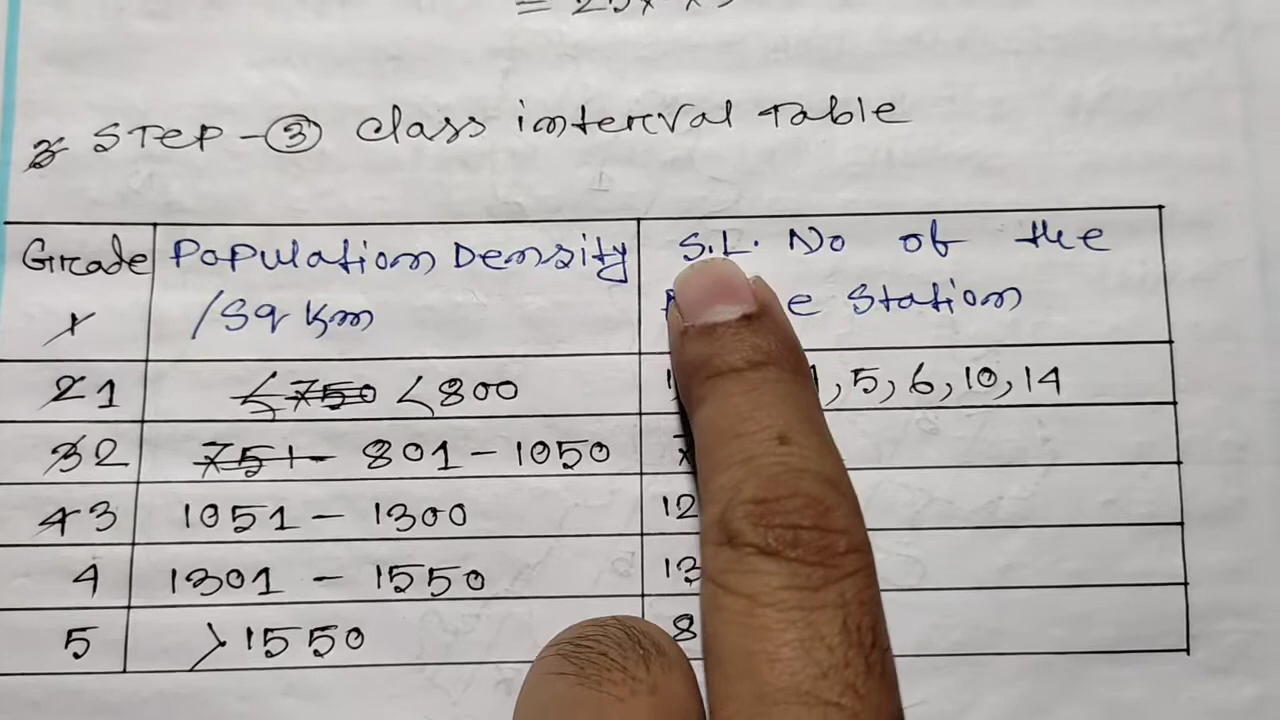 STEP - ③ Class interval Table
Grade
Population Density
/Sq Km
S.L. No of the
Station
1
< 800
, 5, 6, 10, 14
2
801 - 1050
3
1051 - 1300
12
4
1301 - 1550
13
5
> 1550
8